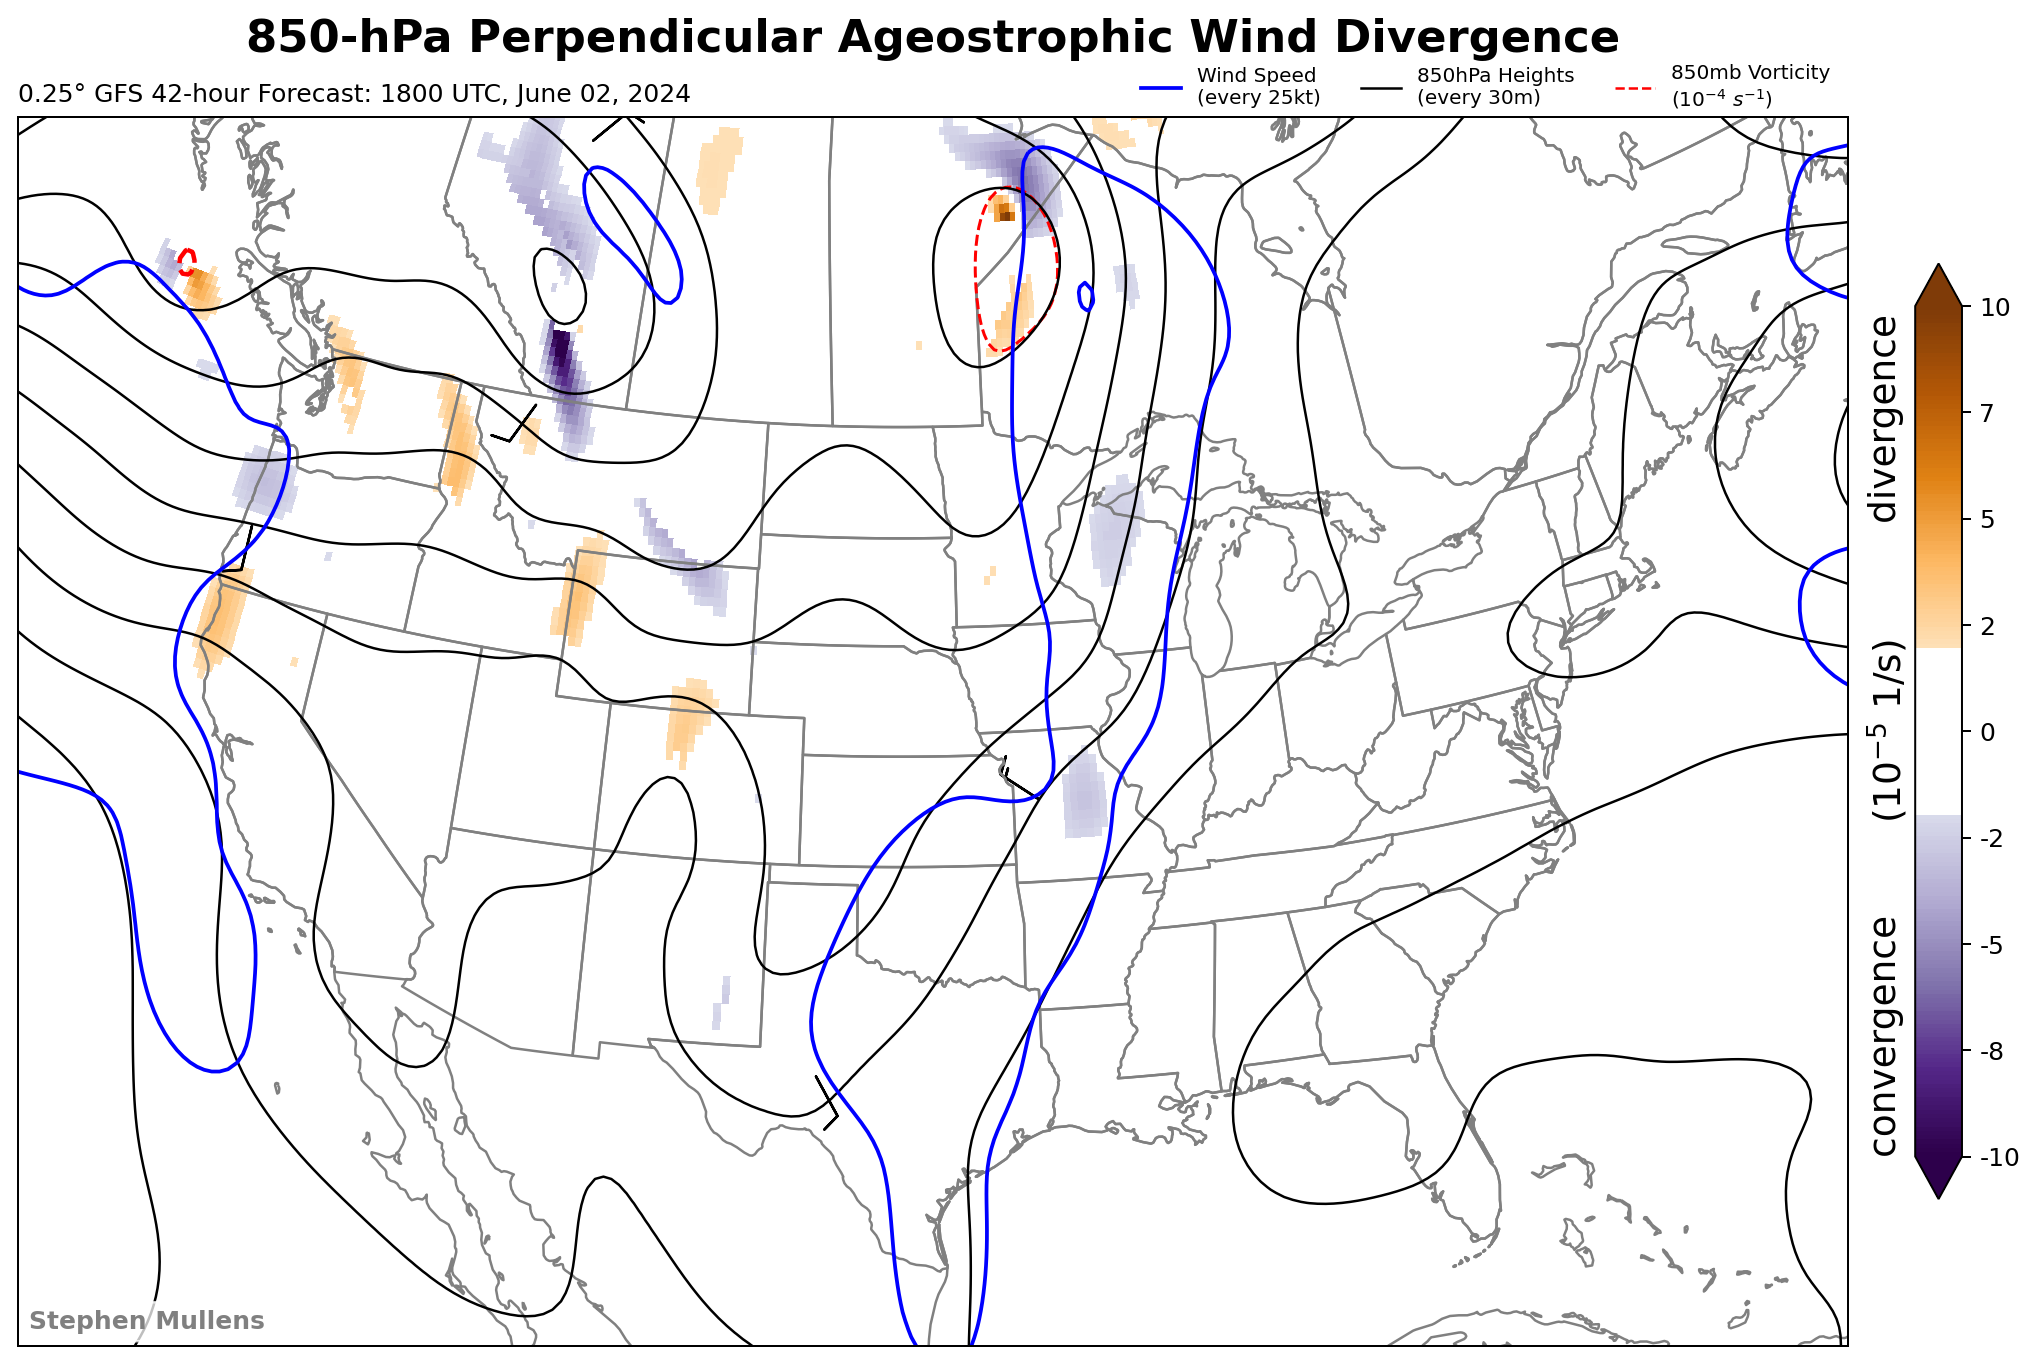 850-hPa Perpendicular Ageostrophic Wind Divergence
0.25° GFS 42-hour Forecast: 1800 UTC, June 02, 2024
Wind Speed
(every 25kt)
850hPa Heights
(every 30m)
850mb Vorticity
(10⁻⁴ s⁻¹)
10
7
5
2
0
-2
-5
-8
-10
convergence (10⁻⁵ 1/s) divergence
Stephen Mullens